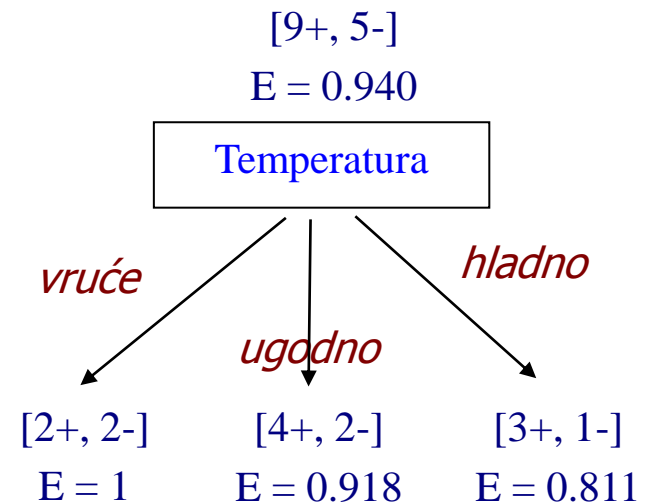 [9+, 5-]
E = 0.940
Temperatura
vruće
hladno
ugodno
[2+, 2-]
[4+, 2-]
[3+, 1-]
E = 1
E = 0.918
E = 0.811